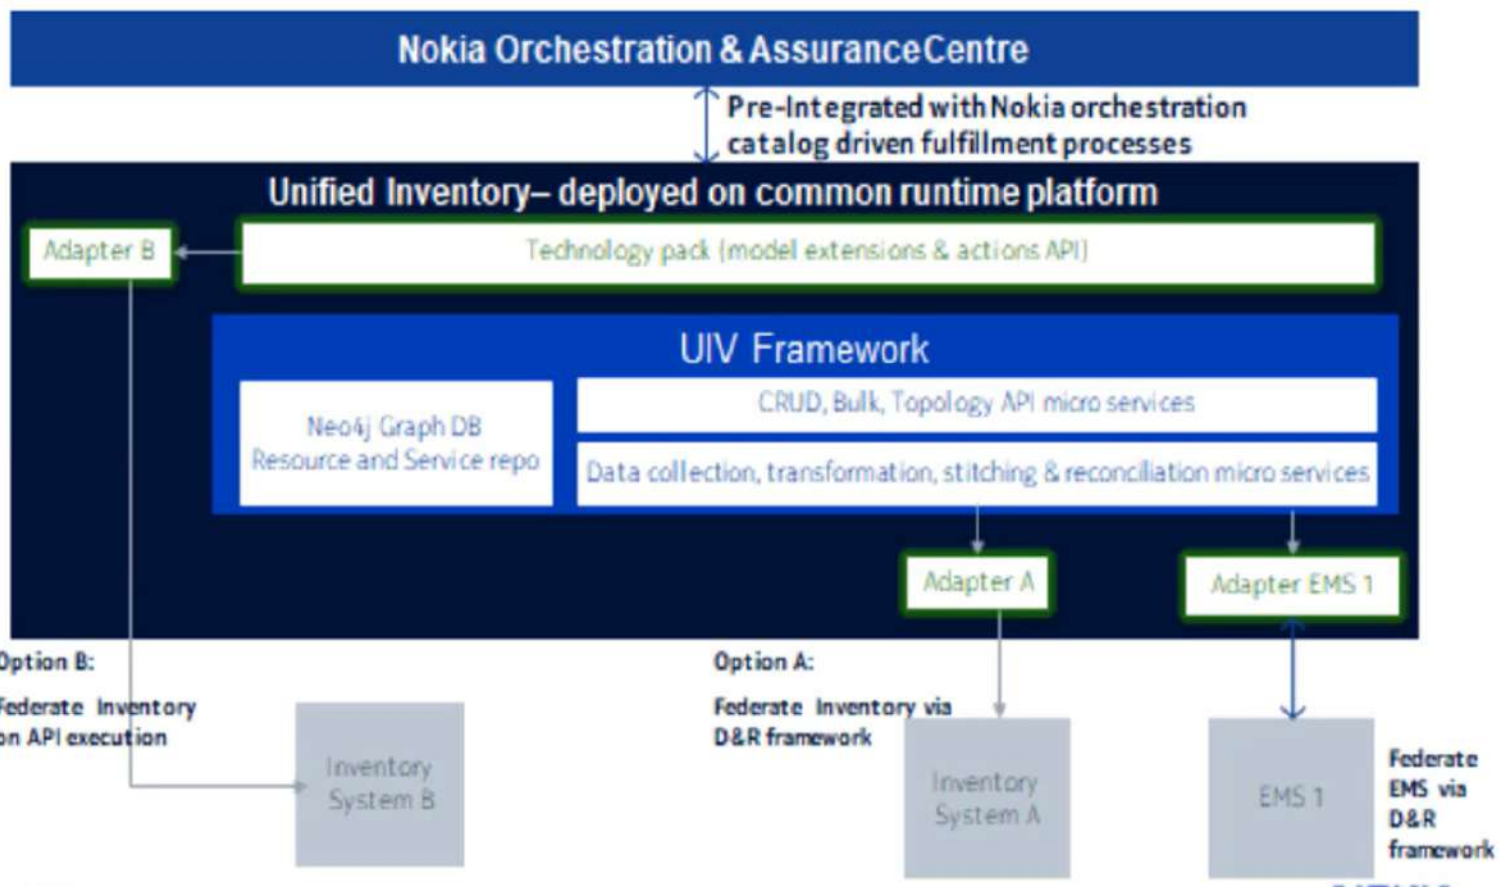 Nokia Orchestration & Assurance Centre
Pre-Integrated with Nokia orchestration
catalog driven fulfillment processes
Unified Inventory– deployed on common runtime platform
Adapter B
Technology pack (model extensions & actions API)
UIV Framework
Neo4j Graph DB
Resource and Service repo
CRUD, Bulk, Topology API micro services
Data collection, transformation, stitching & reconciliation micro services
Adapter A
Adapter EMS 1
Option B:
Federate Inventory
on API execution
Inventory
System B
Option A:
Federate Inventory via
D&R framework
Inventory
System A
EMS 1
Federate
EMS via
D&R
framework